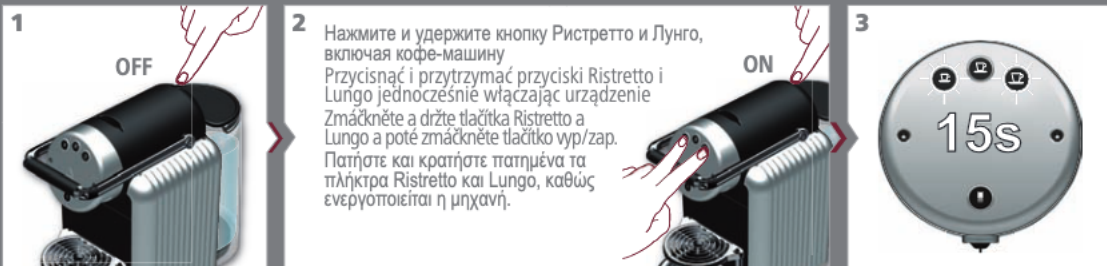 1
OFF
2
Нажмите и удержите кнопку Ристретто и Лунго,
включая кофе-машину
Przycisnąć i przytrzymać przyciski Ristretto i
Lungo jednocześnie włączając urządzenie
Zmáčkněte a držte tlačítka Ristretto a
Lungo a poté zmáčkněte tlačítko vyp/zap.
Πατήστε και κρατήστε πατημένα τα
πλήκτρα Ristretto και Lungo, καθώς
ενεργοποιείται η μηχανή.
ON
3
15s